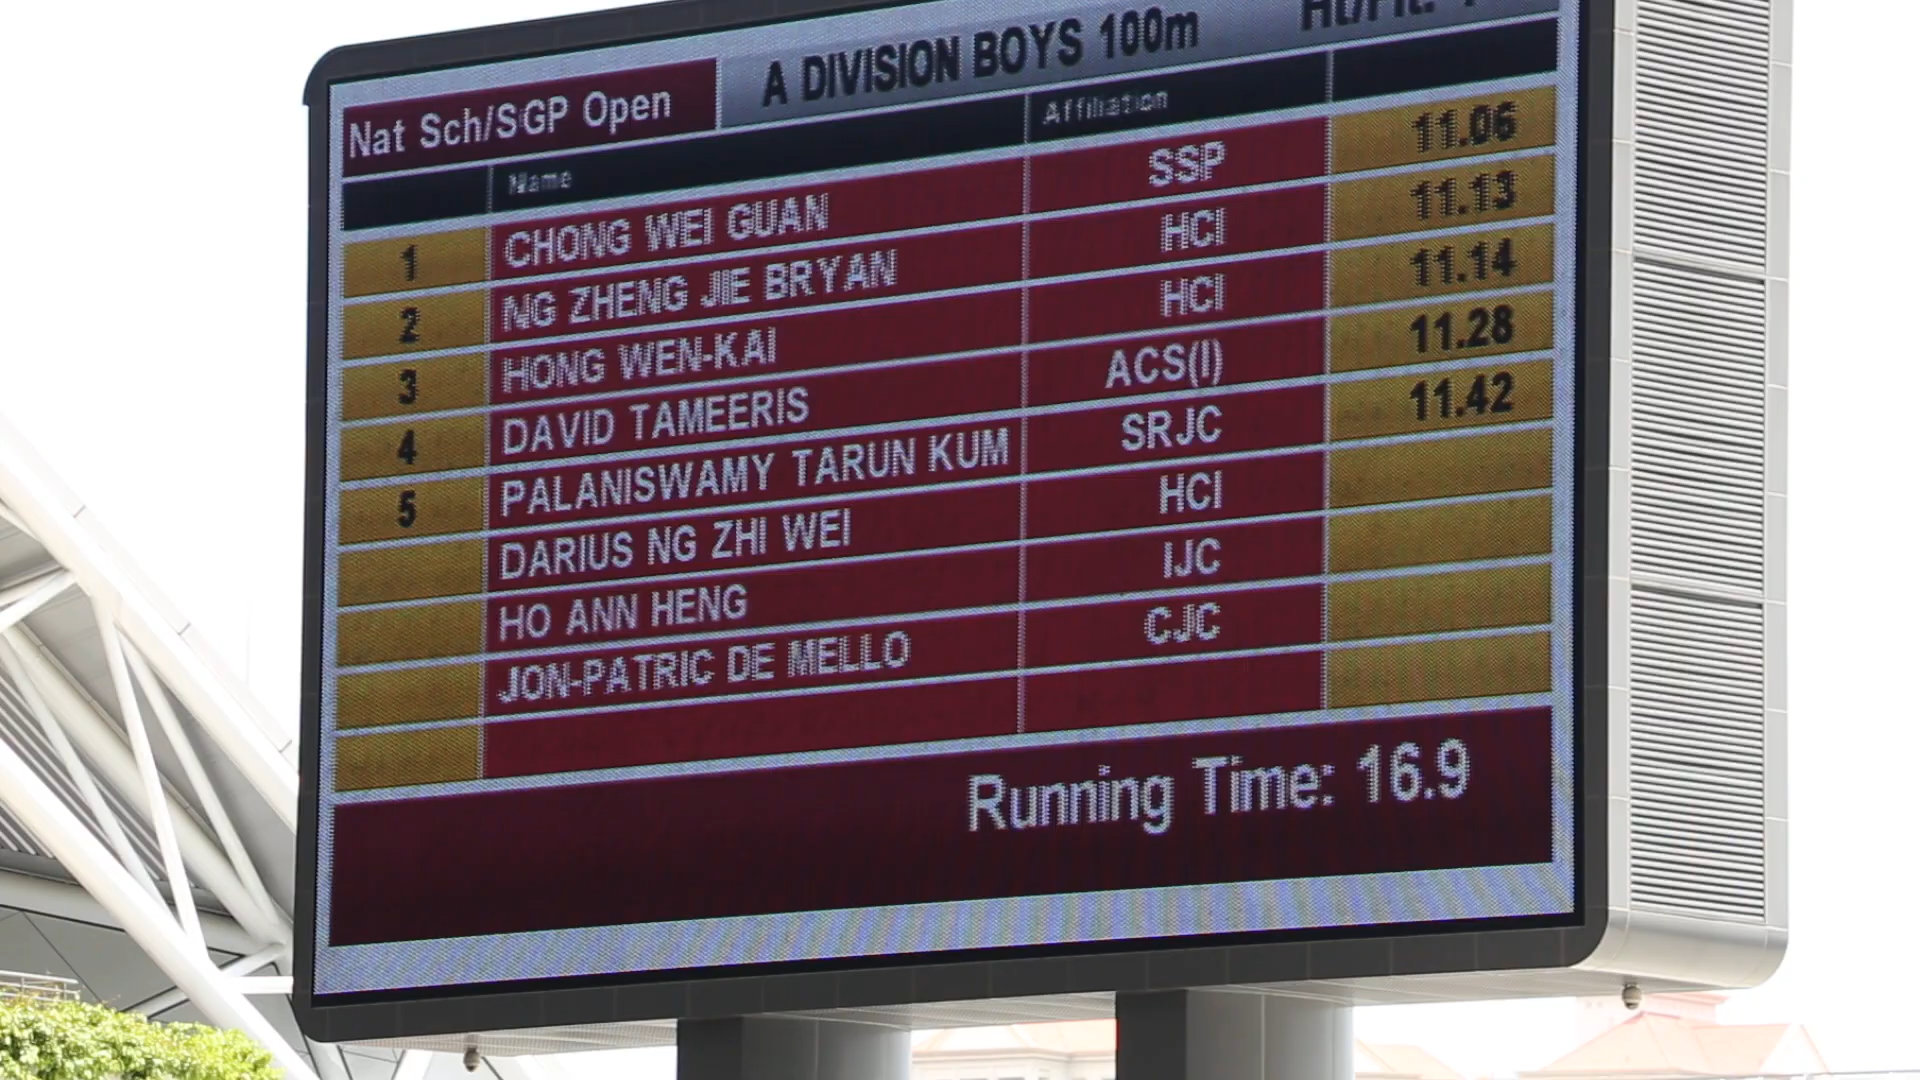 Nat Sch/SGP Open A DIVISION BOYS 100m Ht/Flt:
Name Affiliation
1 CHONG WEI GUAN SSP 11.06
2 NG ZHENG JIE BRYAN HCI 11.13
3 HONG WEN-KAI HCI 11.14
4 DAVID TAMEERIS ACS(I) 11.28
5 PALANISWAMY TARUN KUM SRJC 11.42
DARIUS NG ZHI WEI HCI
HO ANN HENG IJC
JON-PATRIC DE MELLO CJC
Running Time: 16.9